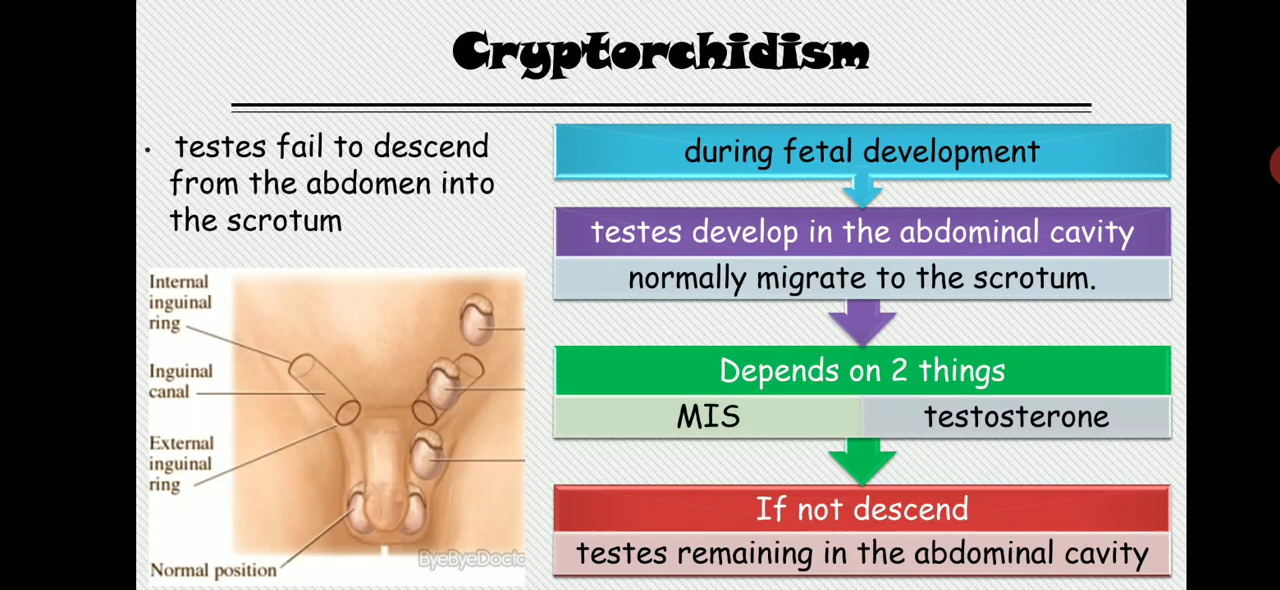 Cryptorchidism
• testes fail to descend
from the abdomen into
the scrotum
Internal
inguinal
ring
Inguinal
canal
External
inguinal
ring
Normal position
during fetal development
testes develop in the abdominal cavity
normally migrate to the scrotum.
Depends on 2 things
MIS
testosterone
If not descend
testes remaining in the abdominal cavity